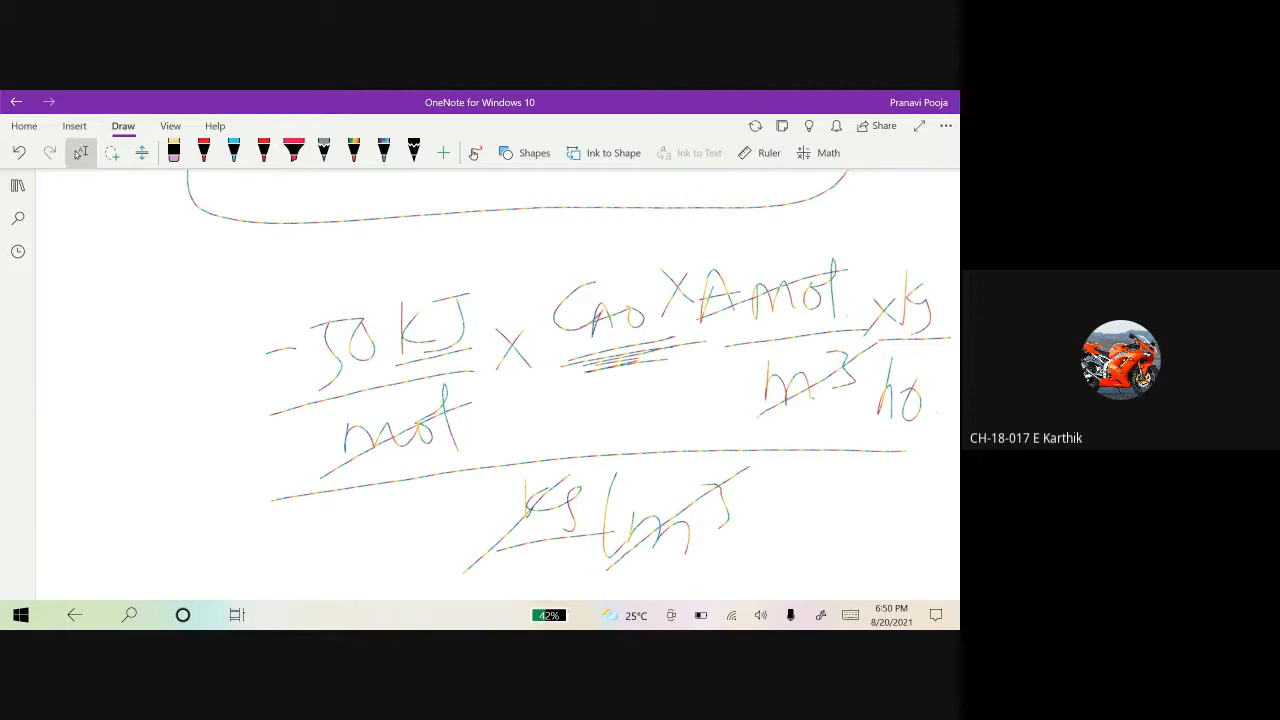 OneNote for Windows 10
Pranavi Pooja
Home Insert Draw View Help
Share
Shapes Ink to Shape Ink to Text Ruler Math
- 50 kJ × CA0 × A mol × kg
mol m3 hr
kg / m3
CH-18-017 E Karthik
42% 25°C 6:50 PM
8/20/2021